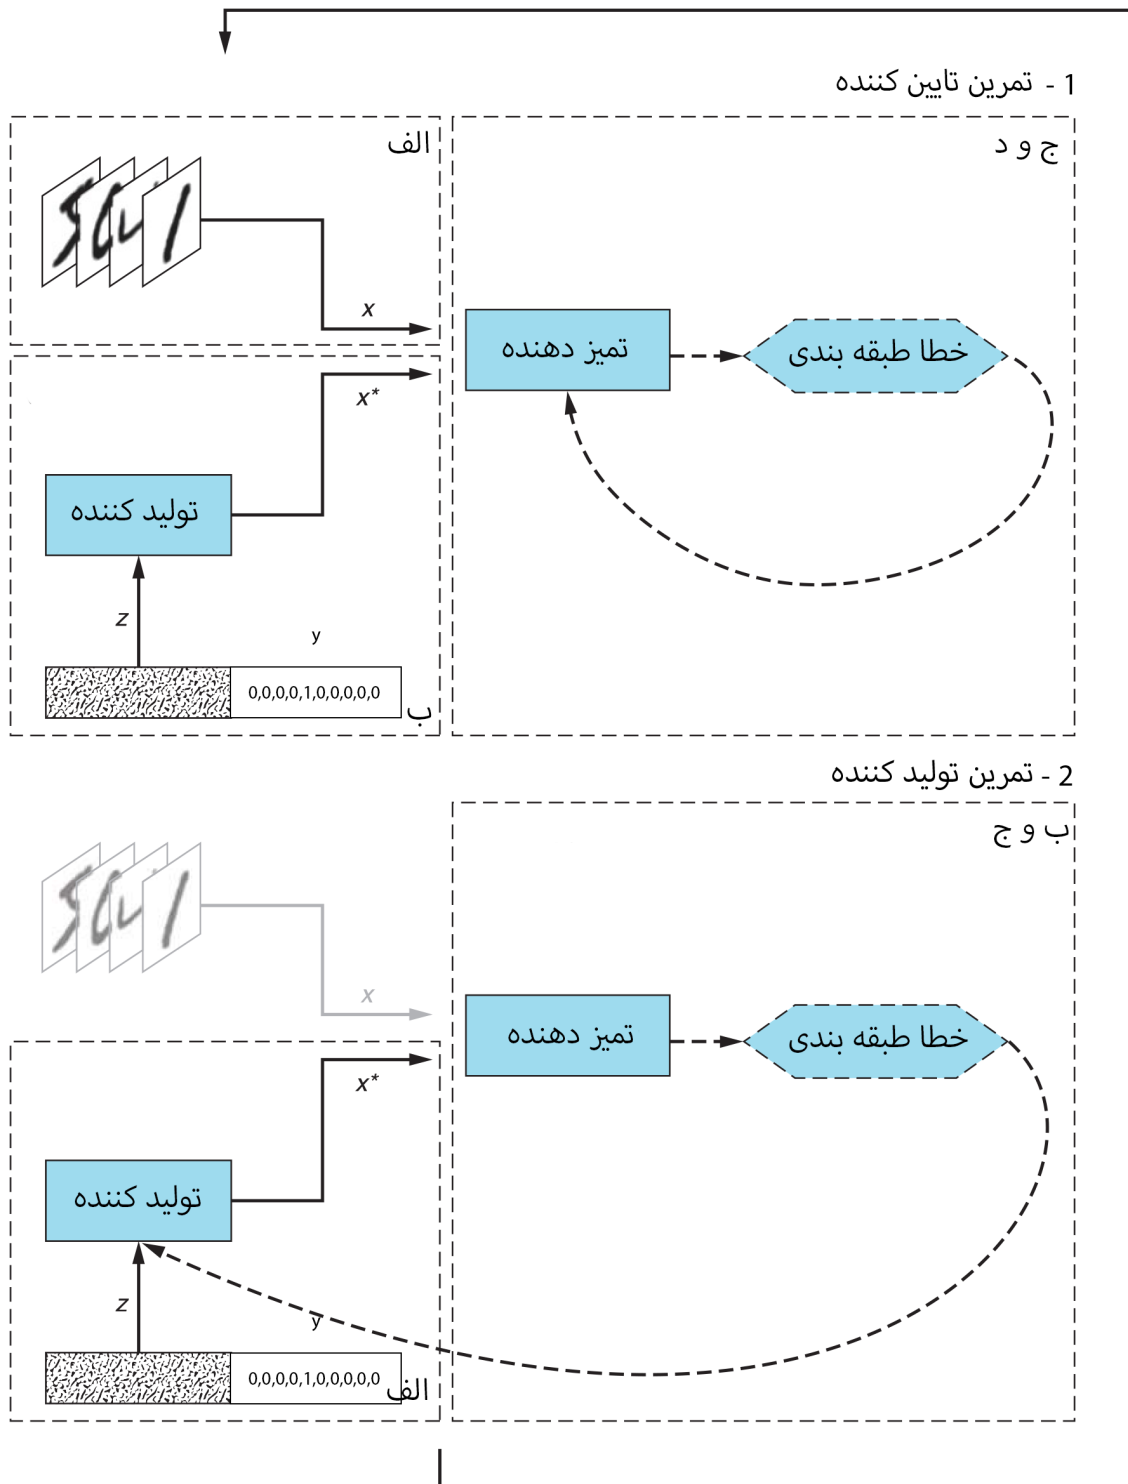 1 - تمرین تایین کننده
الف
ج و د
x
تمیز دهنده
خطا طبقه بندی
x*
تولید کننده
z
y
0,0,0,0,1,0,0,0,0,0
ب
2 - تمرین تولید کننده
ب و ج
x
تمیز دهنده
خطا طبقه بندی
x*
تولید کننده
z
y
0,0,0,0,1,0,0,0,0,0
الف